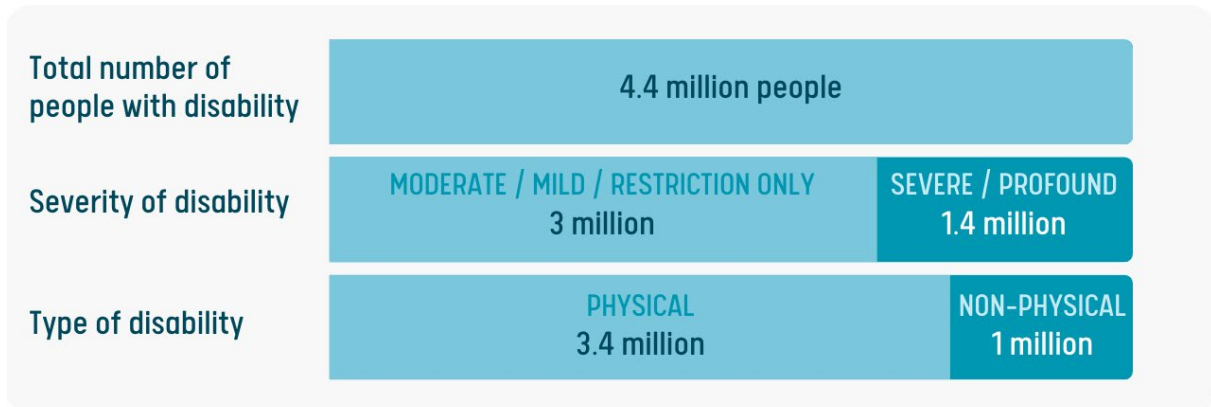 Total number of
people with disability
4.4 million people
Severity of disability
MODERATE / MILD / RESTRICTION ONLY
3 million
SEVERE / PROFOUND
1.4 million
Type of disability
PHYSICAL
3.4 million
NON-PHYSICAL
1 million